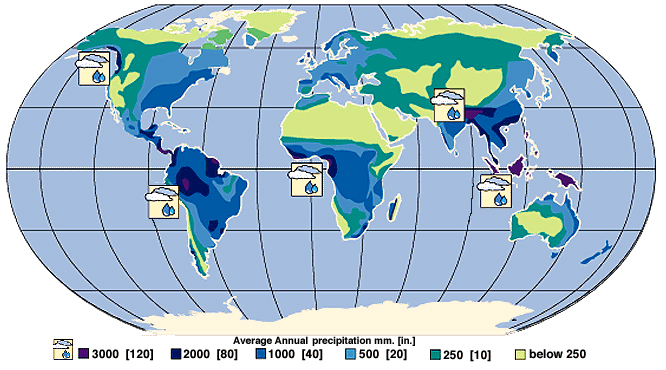 Average Annual precipitation mm. [in.]
3000 [120] 2000 [80] 1000 [40] 500 [20] 250 [10] below 250